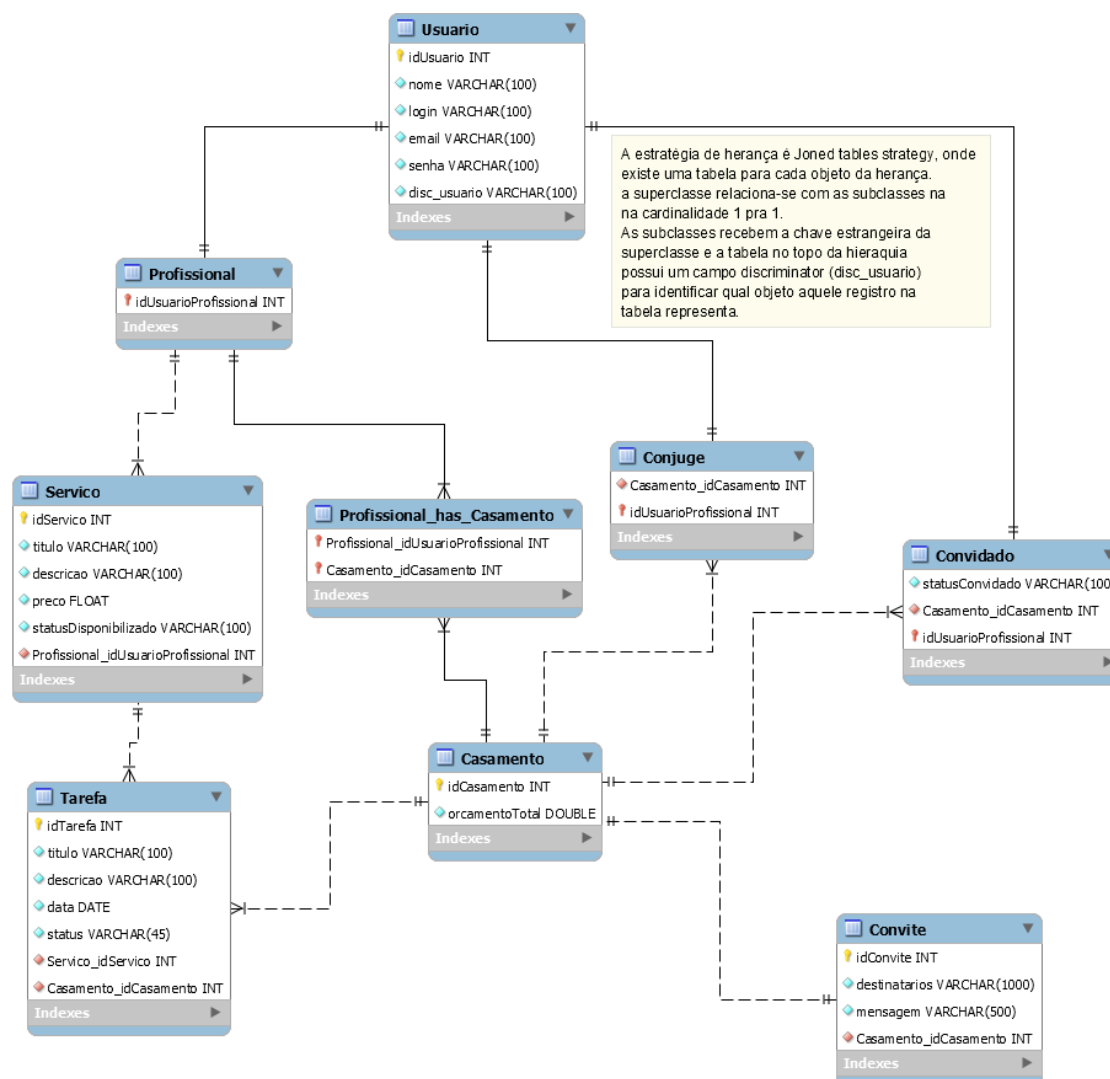 Usuario
idUsuario INT
nome VARCHAR(100)
login VARCHAR(100)
email VARCHAR(100)
senha VARCHAR(100)
disc_usuario VARCHAR(100)
Indexes
A estratégia de herança é Joned tables strategy, onde
existe uma tabela para cada objeto da herança.
a superclasse relaciona-se com as subclasses na
na cardinalidade 1 pra 1.
As subclasses recebem a chave estrangeira da
superclasse e a tabela no topo da hieraquia
possui um campo discriminator (disc_usuario)
para identificar qual objeto aquele registro na
tabela representa.
Profissional
idUsuarioProfissional INT
Indexes
Servico
idServico INT
titulo VARCHAR(100)
descricao VARCHAR(100)
preco FLOAT
statusDisponibilizado VARCHAR(100)
Profissional_idUsuarioProfissional INT
Indexes
Profissional_has_Casamento
Profissional_idUsuarioProfissional INT
Casamento_idCasamento INT
Indexes
Conjuge
Casamento_idCasamento INT
idUsuarioProfissional INT
Indexes
Convidado
statusConvidado VARCHAR(100
Casamento_idCasamento INT
idUsuarioProfissional INT
Indexes
Casamento
idCasamento INT
orcamentoTotal DOUBLE
Indexes
Tarefa
idTarefa INT
titulo VARCHAR(100)
descricao VARCHAR(100)
data DATE
status VARCHAR(45)
Servico_idServico INT
Casamento_idCasamento INT
Indexes
Convite
idConvite INT
destinatarios VARCHAR(1000)
mensagem VARCHAR(500)
Casamento_idCasamento INT
Indexes